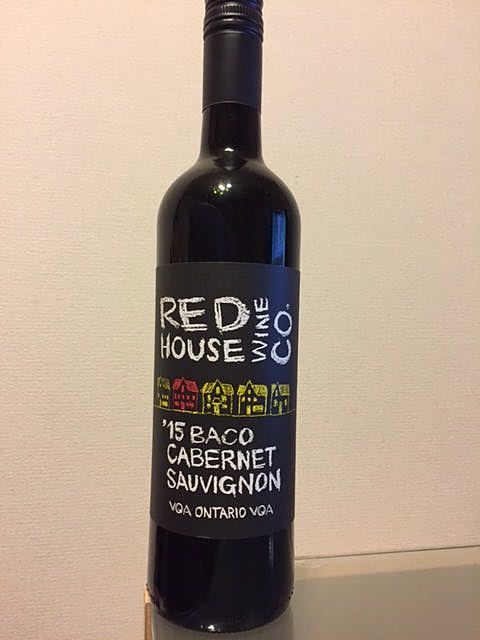 RED
HOUSE
WINE
CO.
'15 BACO
CABERNET
SAUVIGNON
VQA ONTARIO VQA